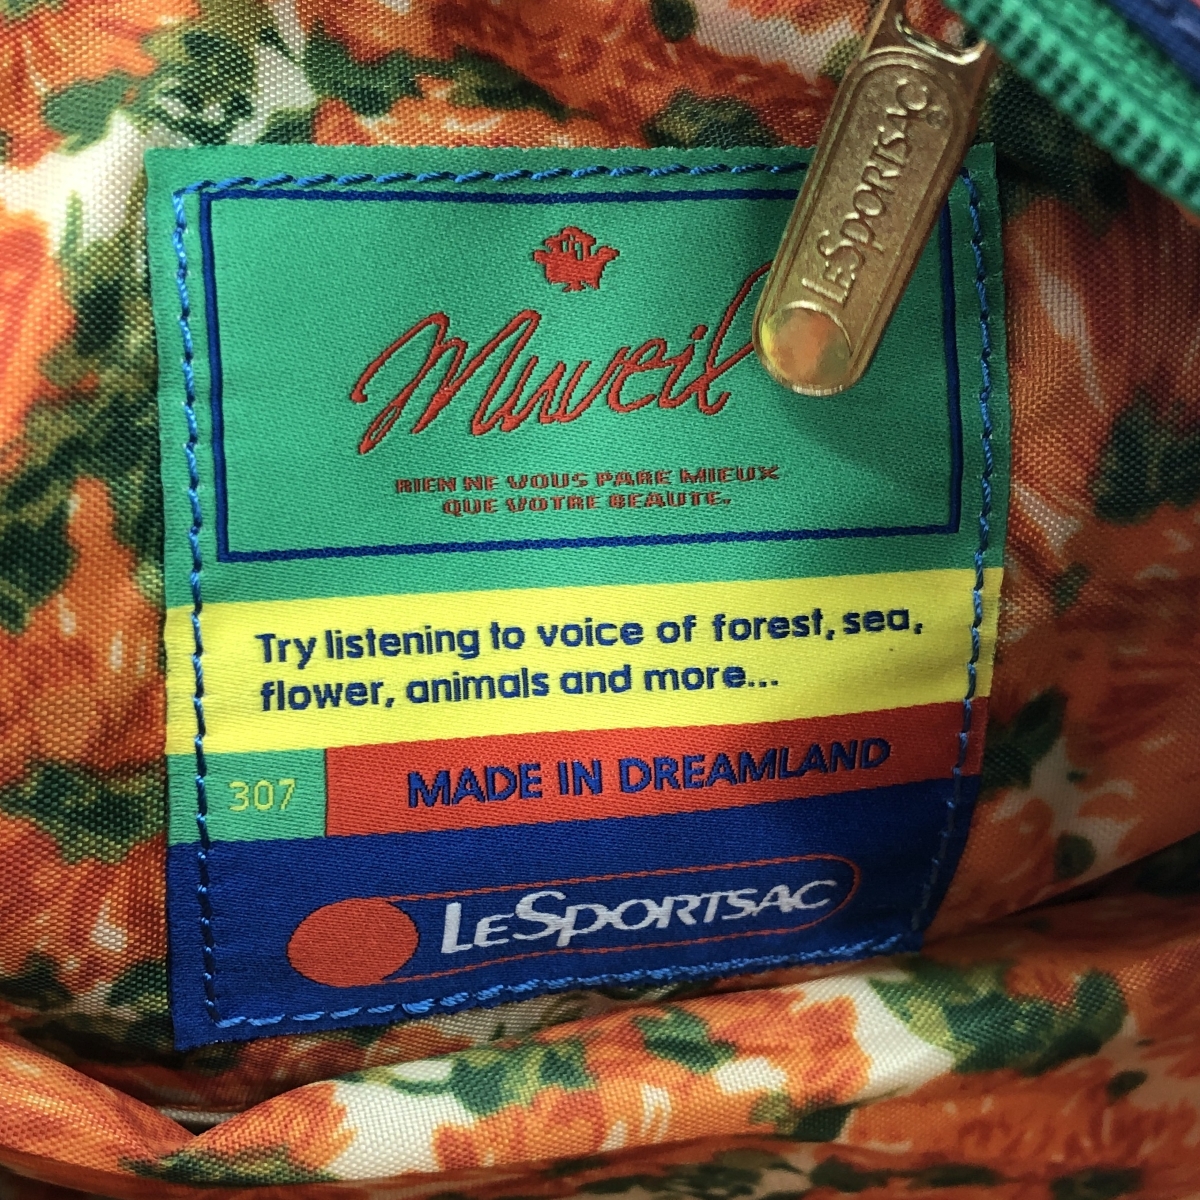 LESPORTSAC
Muveil
RIEN NE VOUS PARE MIEUX
QUE VOTRE BEAUTE.
Try listening to voice of forest, sea,
flower, animals and more...
307
MADE IN DREAMLAND
LESPORTSAC